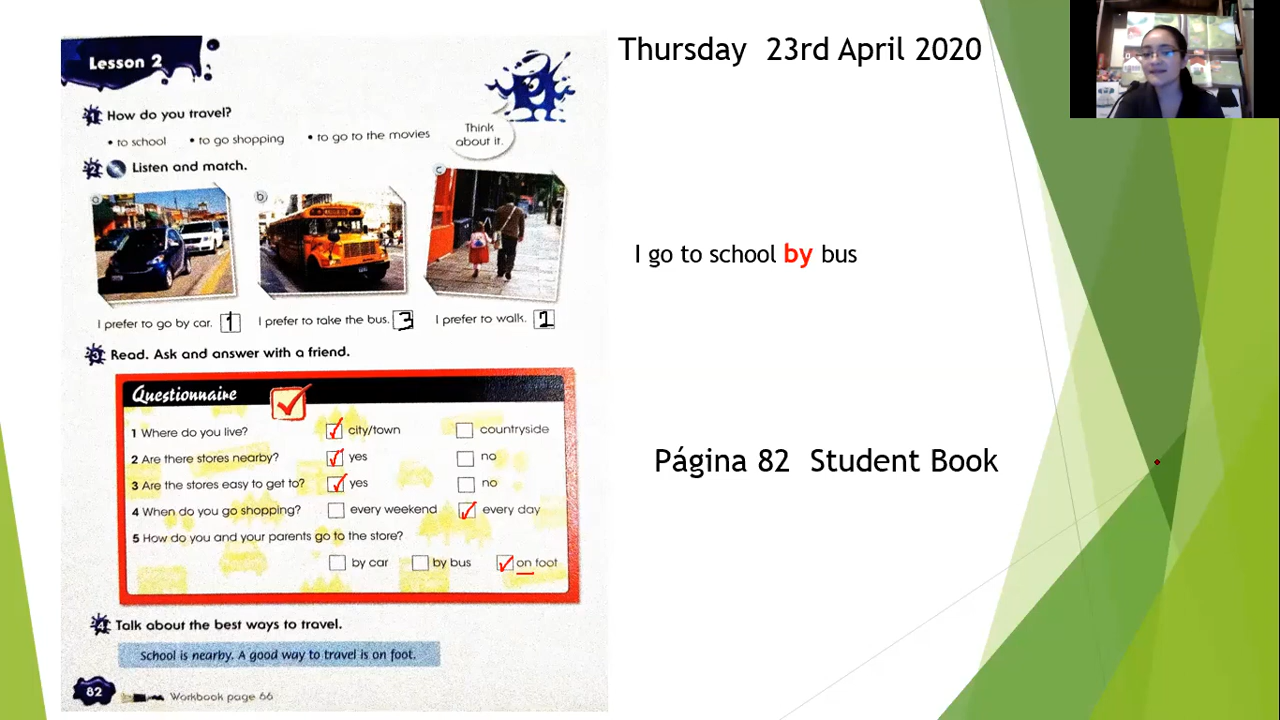 Lesson 2
1 How do you travel?
• to school • to go shopping • to go to the movies
Think
about it.
2 Listen and match.
a
b
c
I prefer to go by car. 1
I prefer to take the bus. 3
I prefer to walk. 2
3 Read. Ask and answer with a friend.
Questionnaire
1 Where do you live? city/town countryside
2 Are there stores nearby? yes no
3 Are the stores easy to get to? yes no
4 When do you go shopping? every weekend every day
5 How do you and your parents go to the store?
by car by bus on foot
4 Talk about the best ways to travel.
School is nearby. A good way to travel is on foot.
82 Workbook page 66
Thursday 23rd April 2020
I go to school by bus
Página 82 Student Book